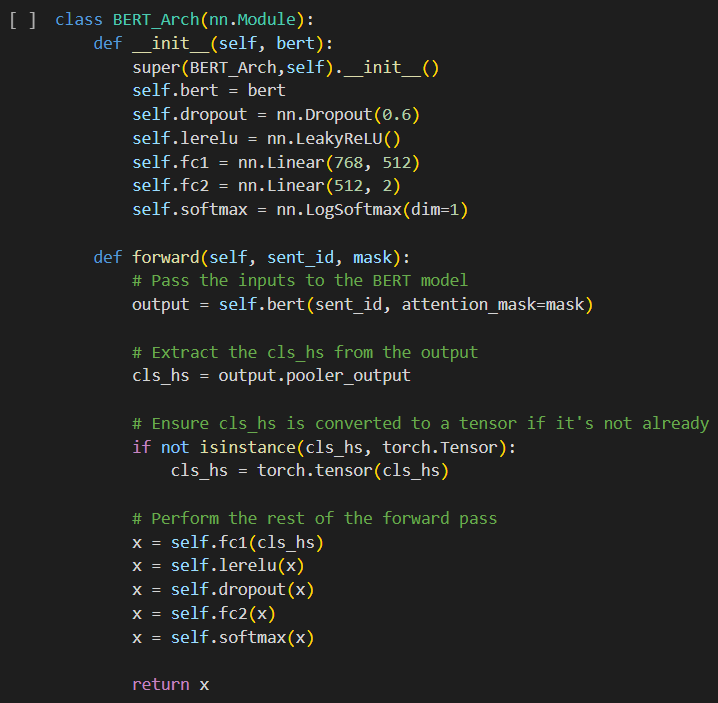 [ ] class BERT_Arch(nn.Module):
    def __init__(self, bert):
        super(BERT_Arch,self).__init__()
        self.bert = bert
        self.dropout = nn.Dropout(0.6)
        self.lerelu = nn.LeakyReLU()
        self.fc1 = nn.Linear(768, 512)
        self.fc2 = nn.Linear(512, 2)
        self.softmax = nn.LogSoftmax(dim=1)

    def forward(self, sent_id, mask):
        # Pass the inputs to the BERT model
        output = self.bert(sent_id, attention_mask=mask)

        # Extract the cls_hs from the output
        cls_hs = output.pooler_output

        # Ensure cls_hs is converted to a tensor if it's not already
        if not isinstance(cls_hs, torch.Tensor):
            cls_hs = torch.tensor(cls_hs)

        # Perform the rest of the forward pass
        x = self.fc1(cls_hs)
        x = self.lerelu(x)
        x = self.dropout(x)
        x = self.fc2(x)
        x = self.softmax(x)

        return x